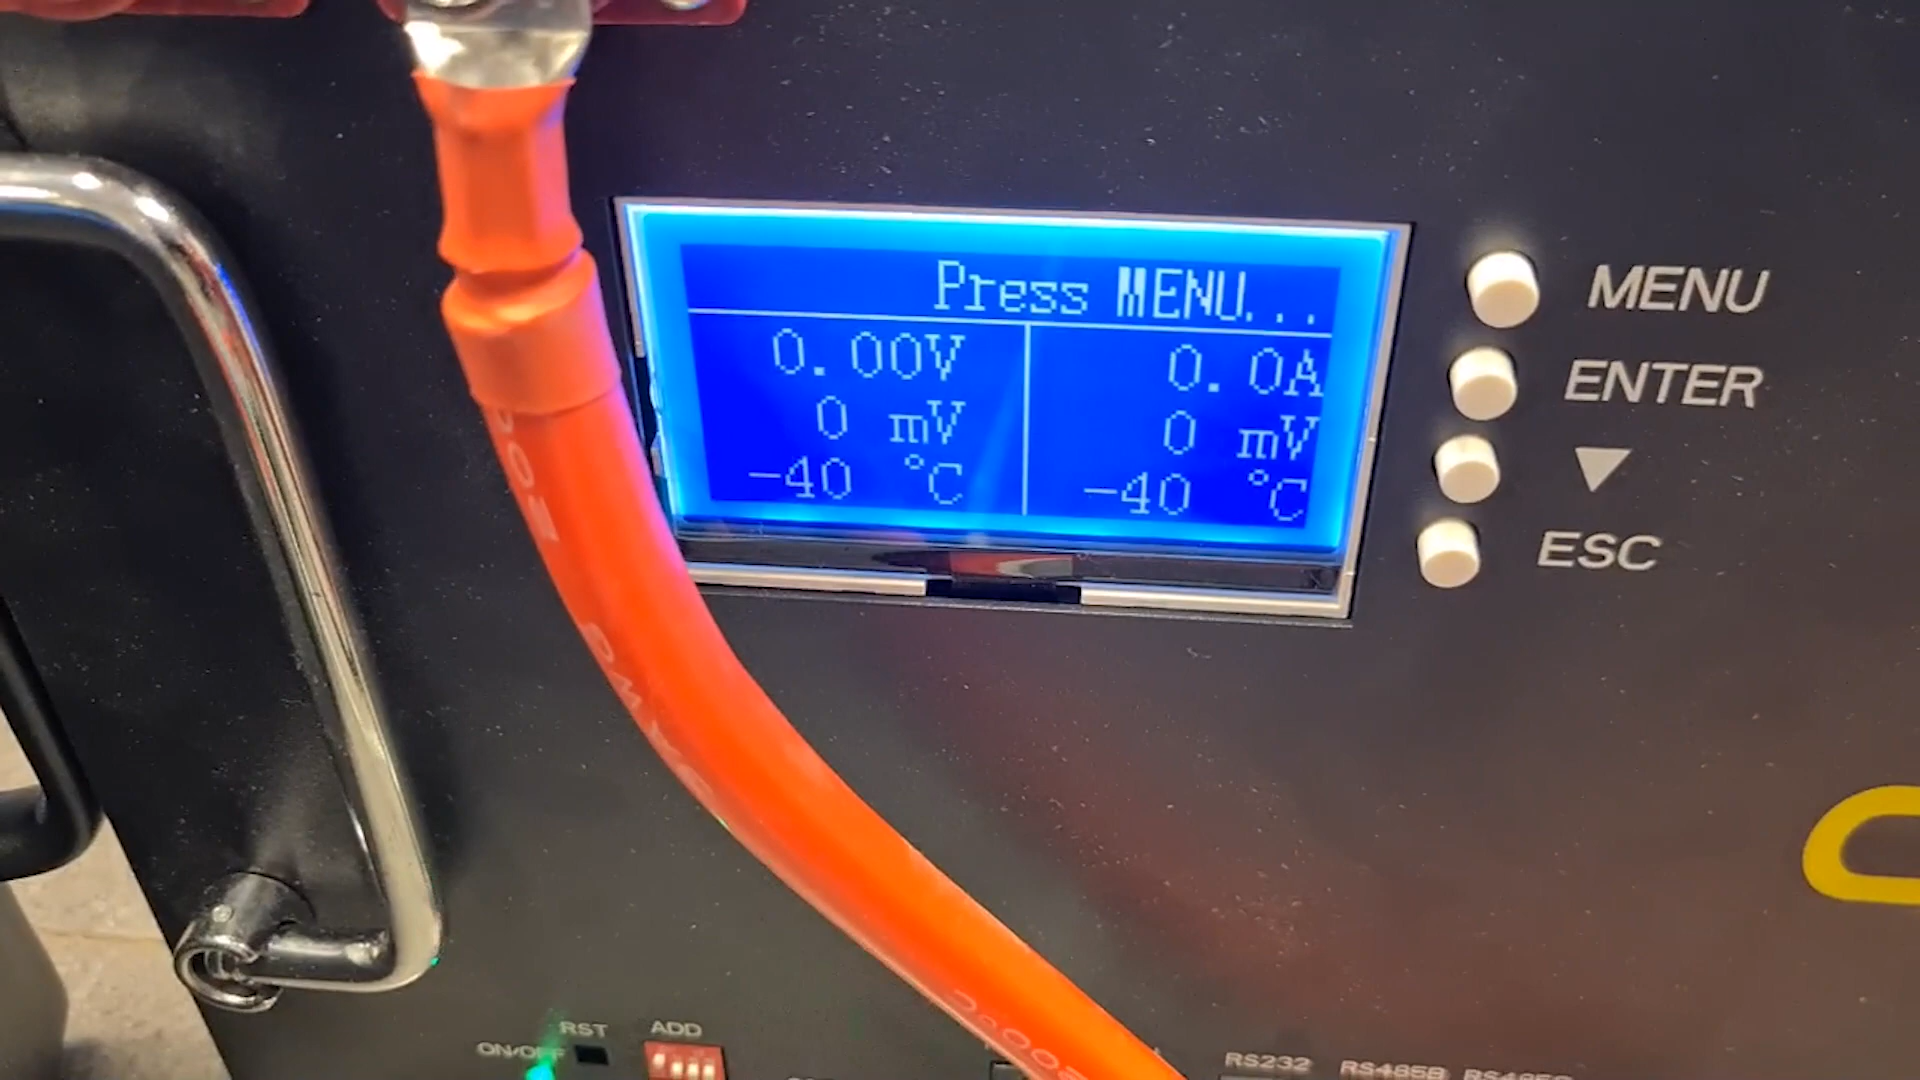 Press MENU...
0.00V 0.0A
0 mV 0 mV
-40 °C -40 °C
MENU
ENTER
▼
ESC
RST
ADD
ON/OFF
RS232
RS485B